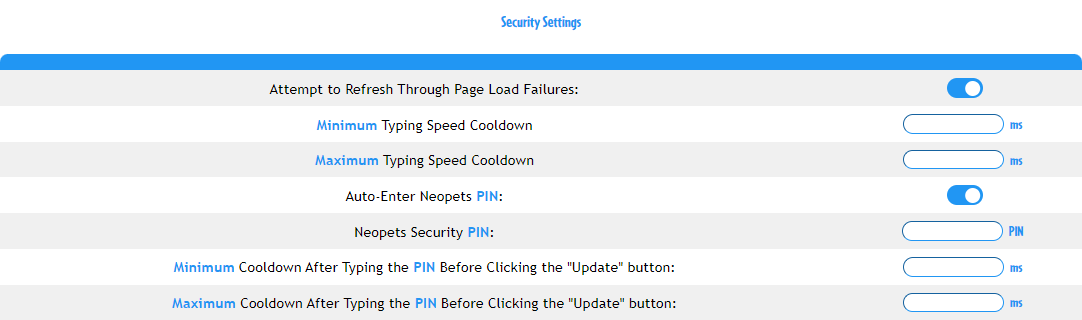 Security Settings
Attempt to Refresh Through Page Load Failures:
Minimum Typing Speed Cooldown ms
Maximum Typing Speed Cooldown ms
Auto-Enter Neopets PIN:
Neopets Security PIN: PIN
Minimum Cooldown After Typing the PIN Before Clicking the "Update" button: ms
Maximum Cooldown After Typing the PIN Before Clicking the "Update" button: ms